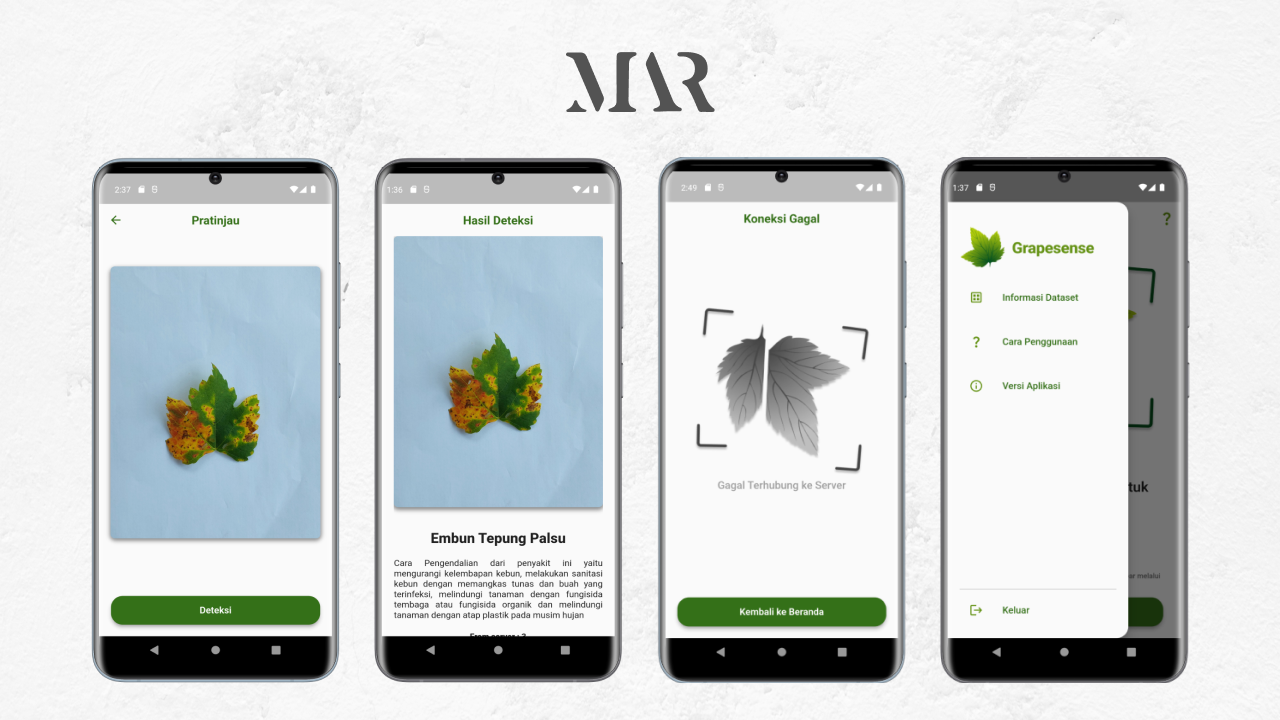 MAR
2:37
Pratinjau
Deteksi
1:36
Hasil Deteksi
Embun Tepung Palsu
Cara Pengendalian dari penyakit ini yaitu
mengurangi kelembapan kebun, melakukan sanitasi
kebun dengan memangkas tunas dan buah yang
terinfeksi, melindungi tanaman dengan fungisida
tembaga atau fungisida organik dan melindungi
tanaman dengan atap plastik pada musim hujan
2:49
Koneksi Gagal
Gagal Terhubung ke Server
Kembali ke Beranda
1:37
?
Grapesense
Informasi Dataset
? Cara Penggunaan
Versi Aplikasi
tuk
melalui
Keluar